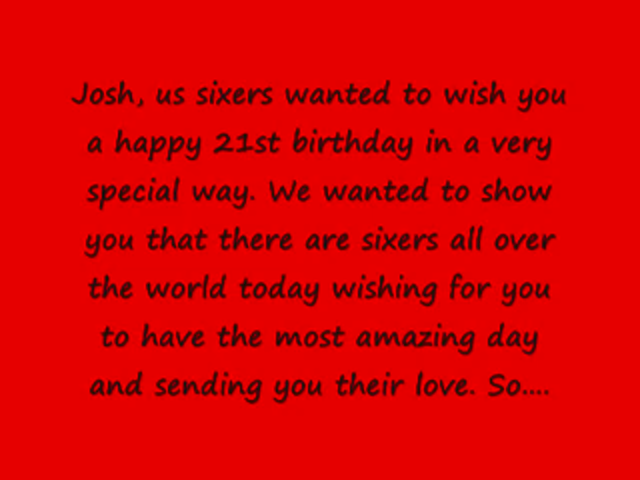 Josh, us sixers wanted to wish you
a happy 21st birthday in a very
special way. We wanted to show
you that there are sixers all over
the world today wishing for you
to have the most amazing day
and sending you their love. So....